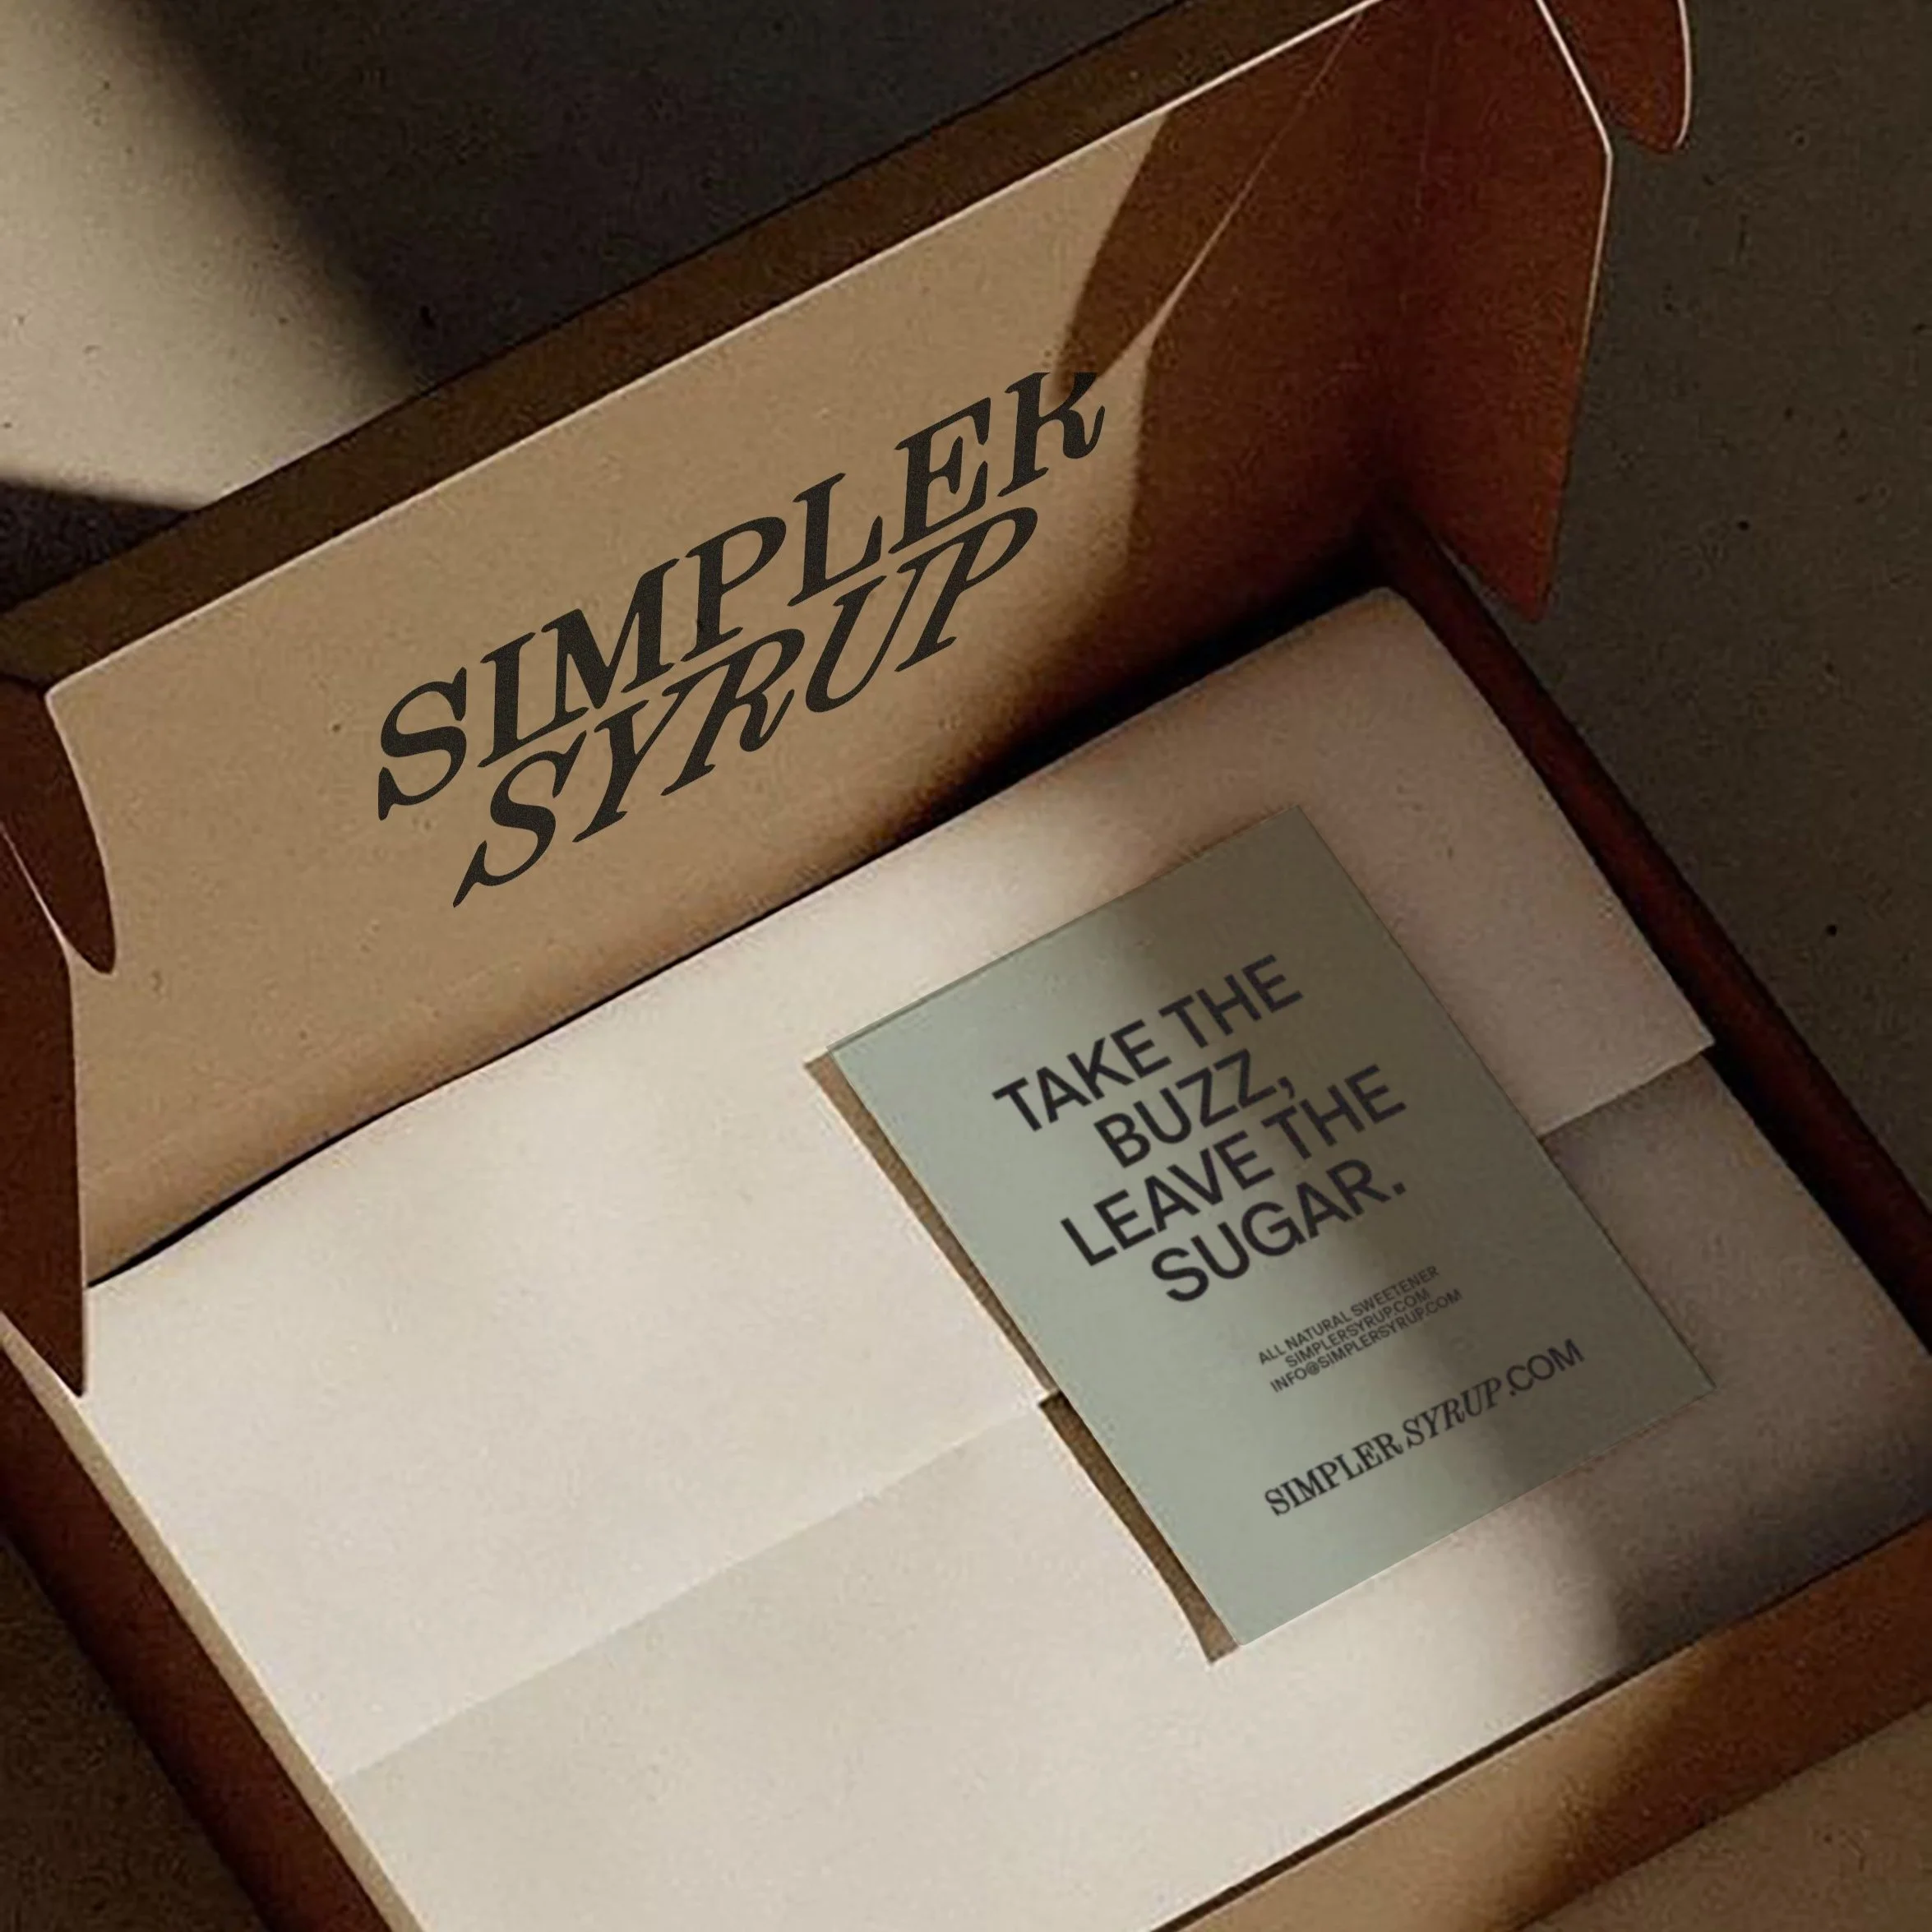 SIMPLER
SYRUP
TAKE THE
BUZZ,
LEAVE THE
SUGAR.
ALL NATURAL SWEETENER
SIMPLERSYRUP.COM
INFO@SIMPLERSYRUP.COM
SIMPLER SYRUP.COM